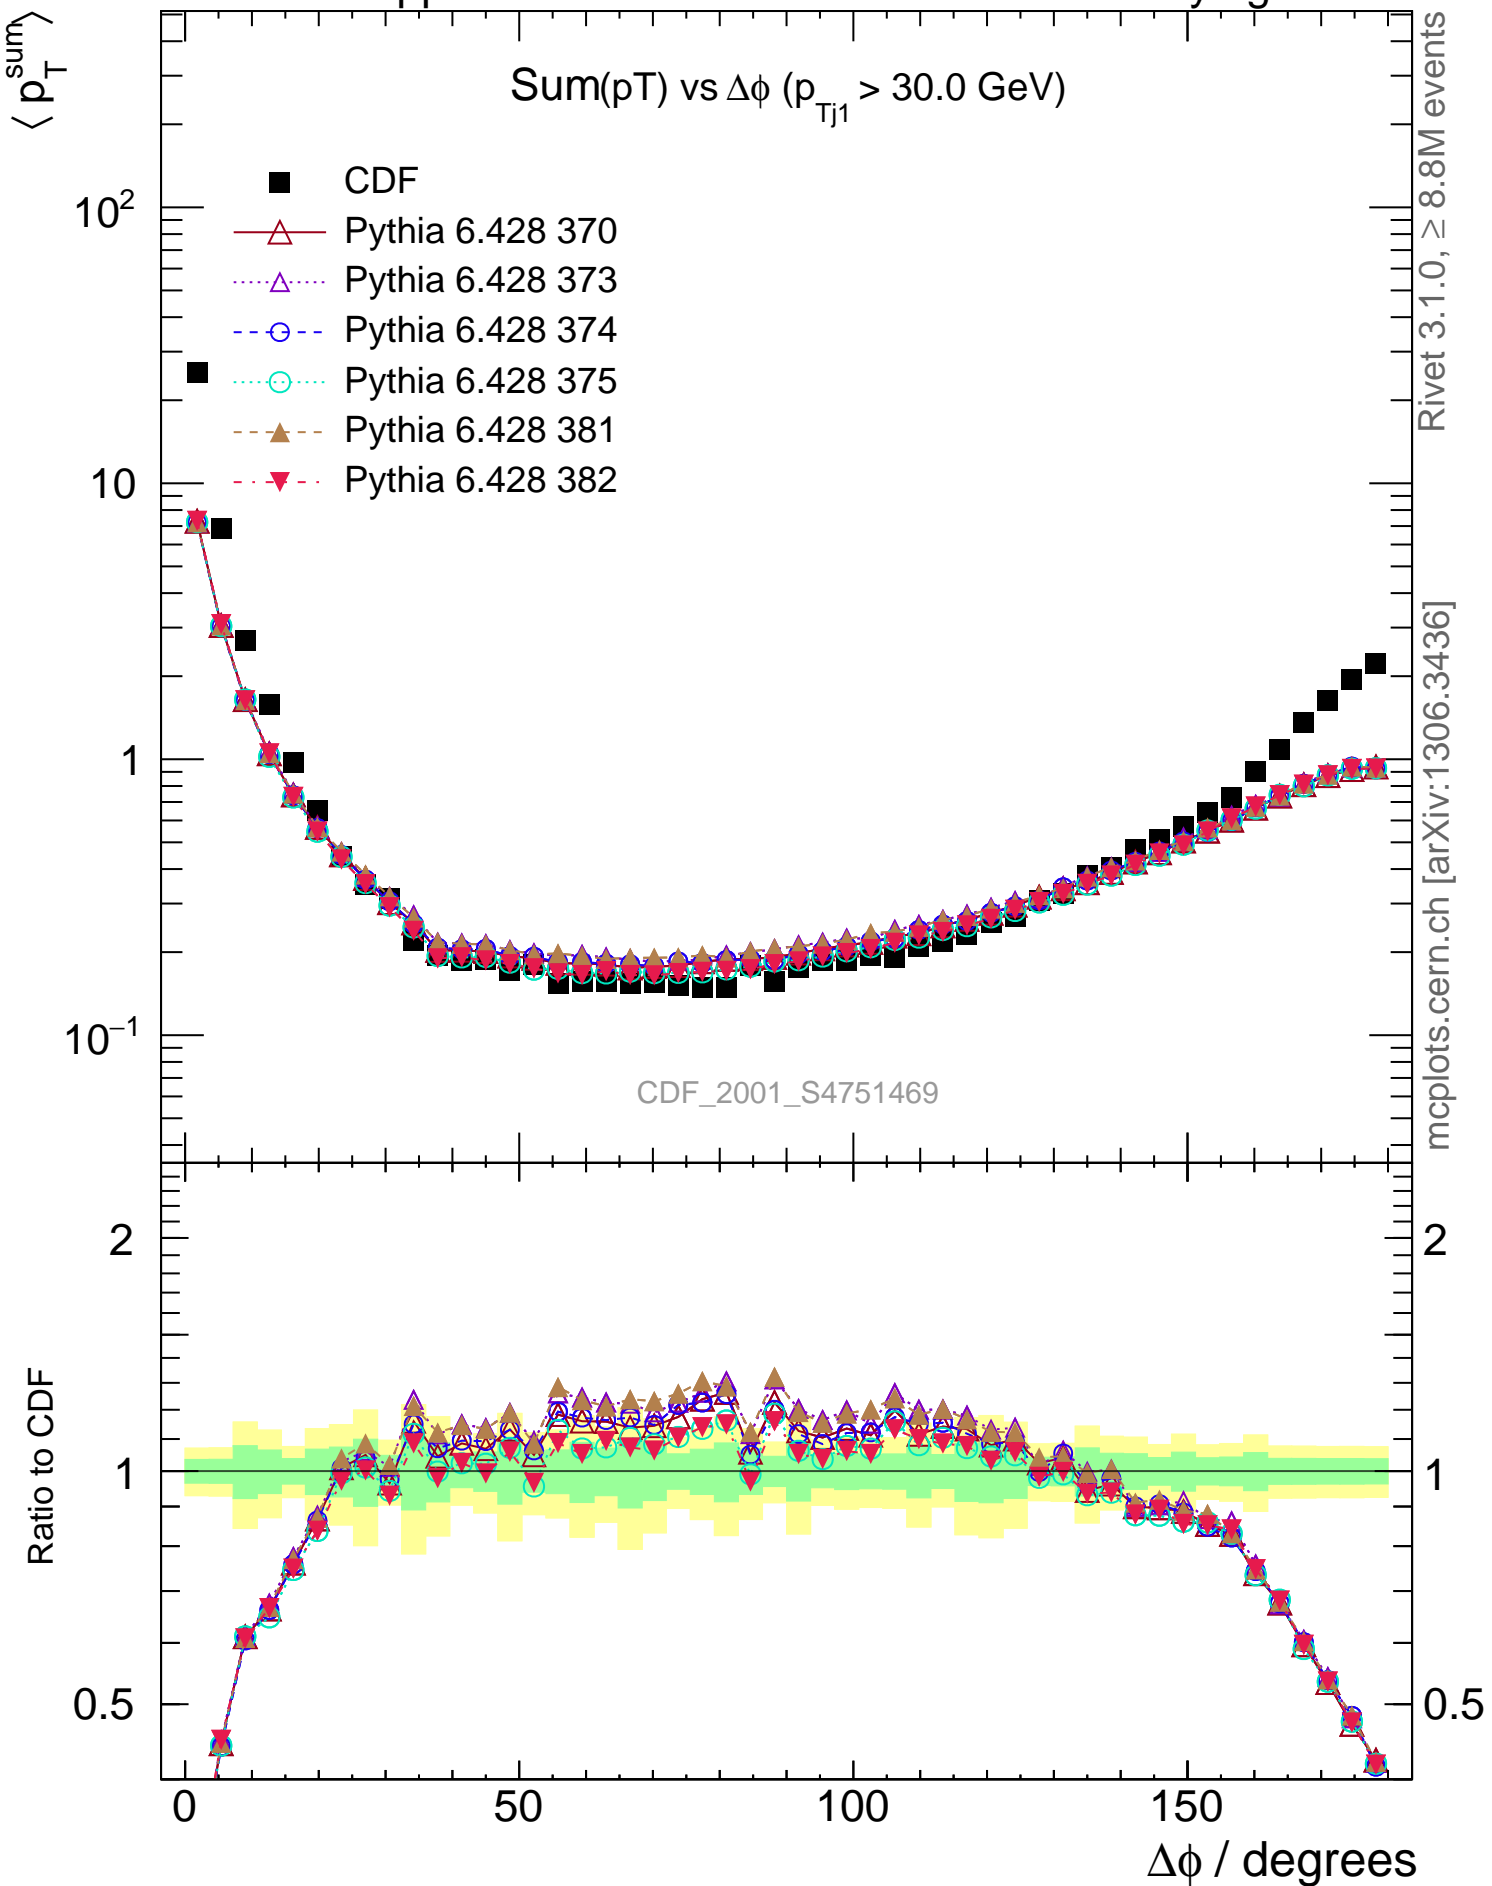 ⟨ p_T^sum ⟩
Sum(pT) vs Δϕ (p_Tj1 > 30.0 GeV)
CDF
Pythia 6.428 370
Pythia 6.428 373
Pythia 6.428 374
Pythia 6.428 375
Pythia 6.428 381
Pythia 6.428 382
10²
10
1
10⁻¹
CDF_2001_S4751469
Rivet 3.1.0, ≥ 8.8M events
mcplots.cern.ch [arXiv:1306.3436]
Ratio to CDF
2
1
0.5
2
1
0.5
0 50 100 150
Δϕ / degrees